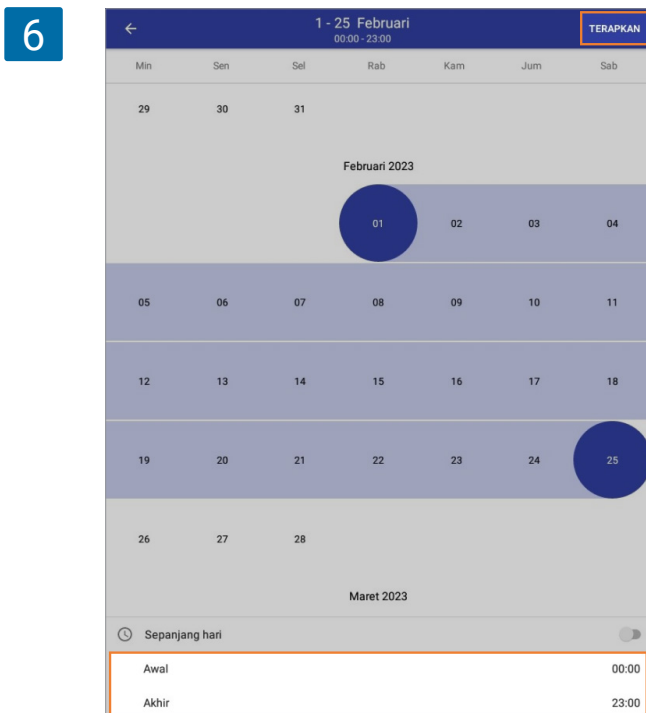 6
1 - 25 Februari
TERAPKAN
00:00 - 23:00
Min Sen Sel Rab Kam Jum Sab
29 30 31
Februari 2023
01 02 03 04
05 06 07 08 09 10 11
12 13 14 15 16 17 18
19 20 21 22 23 24 25
26 27 28
Maret 2023
Sepanjang hari
Awal 00:00
Akhir 23:00